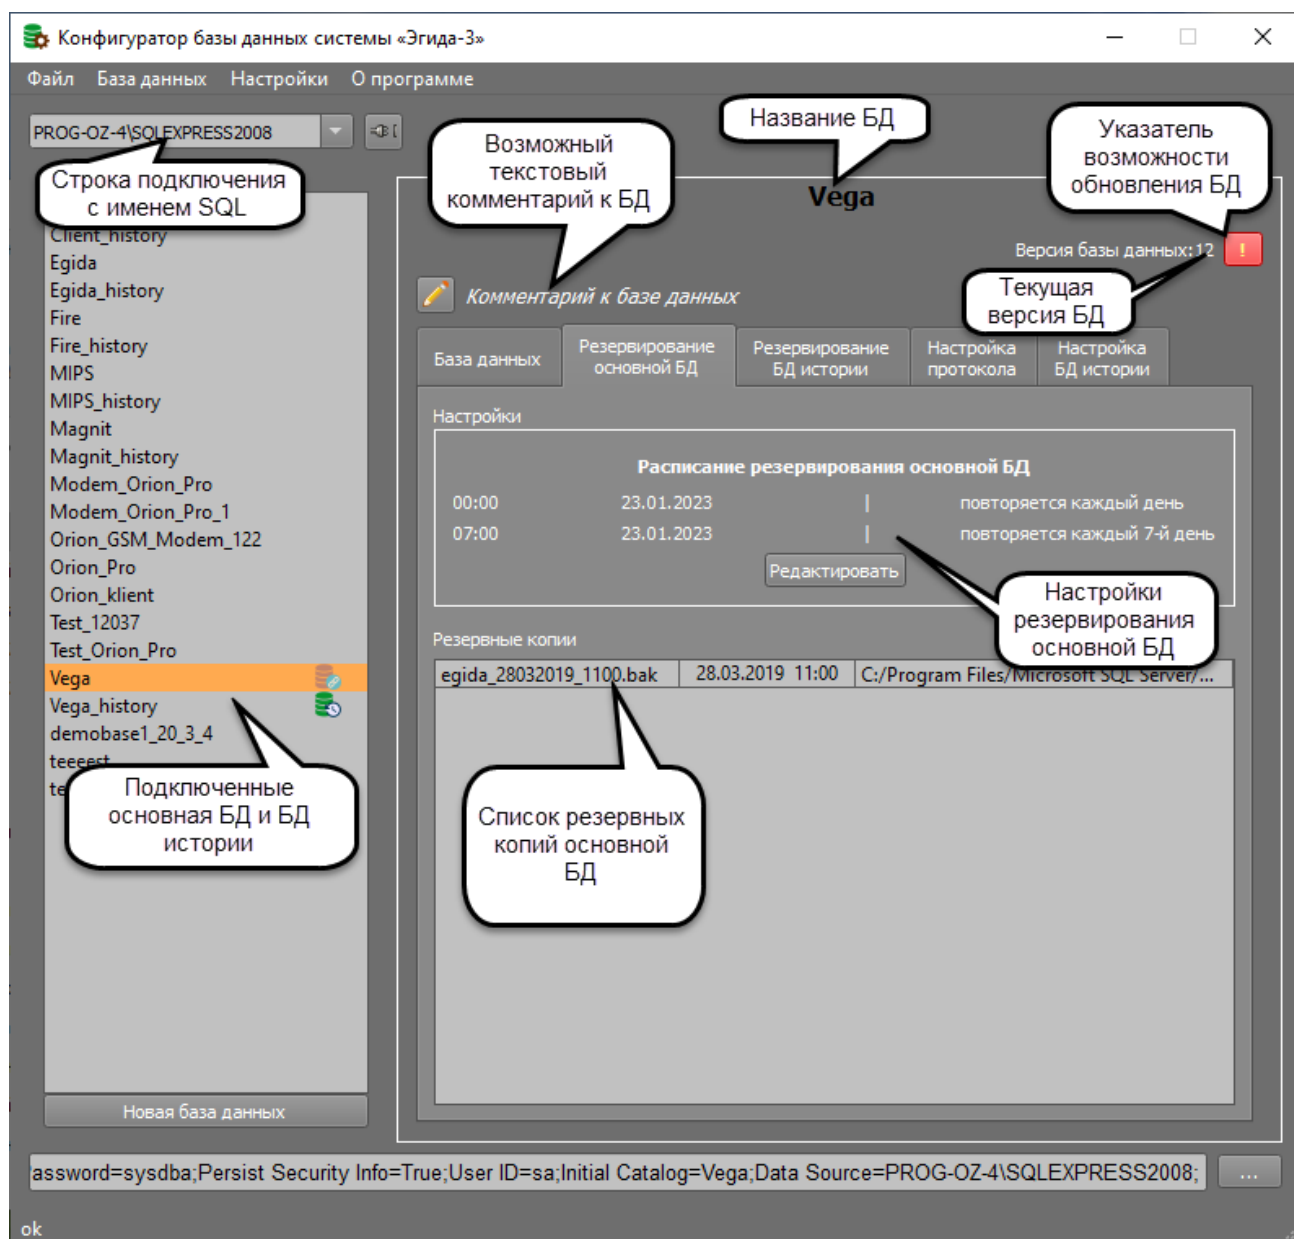 Конфигуратор базы данных системы «Эгида-3»
Файл База данных Настройки О программе
PROG-OZ-4\SQLEXPRESS2008
Строка подключения
с именем SQL
Возможный
текстовый
комментарий к БД
Название БД
Указатель
возможности
обновления БД
Vega
Версия базы данных:12 !
Текущая
версия БД
Комментарий к базе данных
Client_history
Egida
Egida_history
Fire
Fire_history
MIPS
MIPS_history
Magnit
Magnit_history
Modem_Orion_Pro
Modem_Orion_Pro_1
Orion_GSM_Modem_122
Orion_Pro
Orion_klient
Test_12037
Test_Orion_Pro
Vega
Vega_history
demobase1_20_3_4
teeeest
te
Подключенные
основная БД и БД
истории
Новая база данных
База данных
Резервирование
основной БД
Резервирование
БД истории
Настройка
протокола
Настройка
БД истории
Настройки
Расписание резервирования основной БД
00:00 23.01.2023 | повторяется каждый день
07:00 23.01.2023 | повторяется каждый 7-й день
Редактировать
Настройки
резервирования
основной БД
Резервные копии
egida_28032019_1100.bak 28.03.2019 11:00 C:/Program Files/Microsoft SQL Server/...
Список резервных
копий основной
БД
assword=sysdba;Persist Security Info=True;User ID=sa;Initial Catalog=Vega;Data Source=PROG-OZ-4\SQLEXPRESS2008; ...
ok